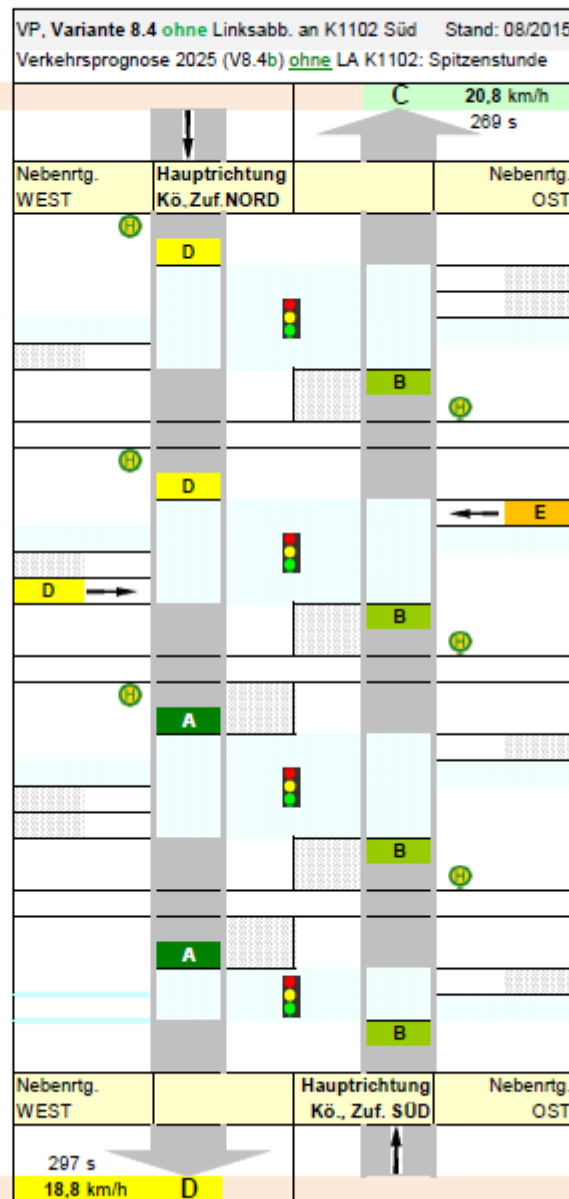 VP, Variante 8.4 ohne Linksabb. an K1102 Süd Stand: 08/2015
Verkehrsprognose 2025 (V8.4b) ohne LA K1102: Spitzenstunde
C 20,8 km/h
269 s
Nebenrtg. Hauptrichtung Nebenrtg.
WEST Kö., Zuf. NORD OST
H
D
B
H
H
D
E
D
B
H
H
A
B
H
A
B
Nebenrtg. Hauptrichtung Nebenrtg.
WEST Kö., Zuf. SÜD OST
297 s
18,8 km/h D